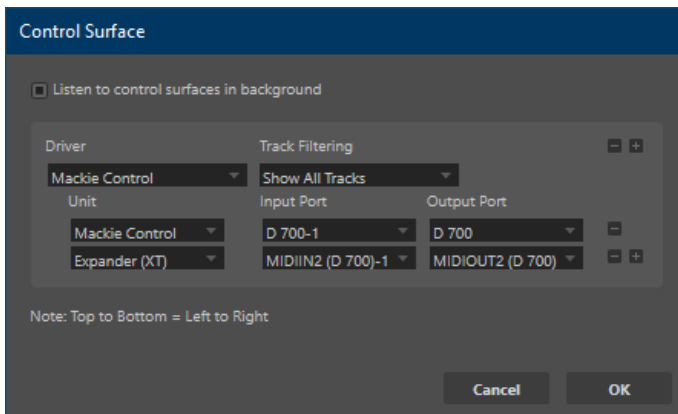 Control Surface
Listen to control surfaces in background
Driver Track Filtering
Mackie Control Show All Tracks
Unit Input Port Output Port
Mackie Control D 700-1 D 700
Expander (XT) MIDIIN2 (D 700)-1 MIDIOUT2 (D 700)
Note: Top to Bottom = Left to Right
Cancel OK